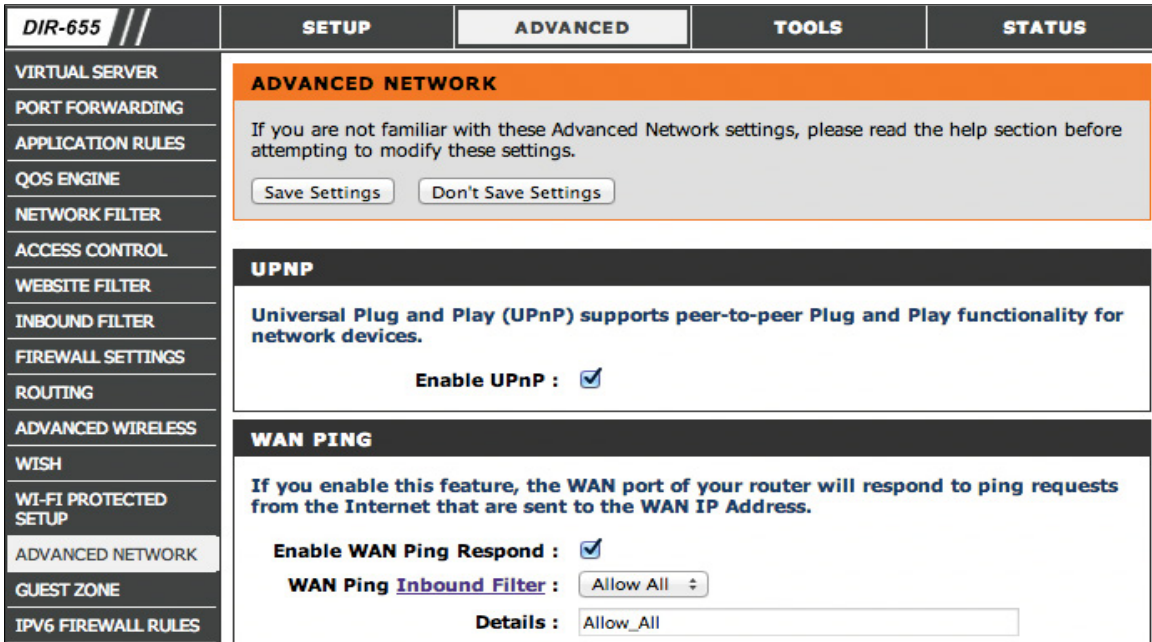 DIR-655
SETUP
ADVANCED
TOOLS
STATUS
VIRTUAL SERVER
PORT FORWARDING
APPLICATION RULES
QOS ENGINE
NETWORK FILTER
ACCESS CONTROL
WEBSITE FILTER
INBOUND FILTER
FIREWALL SETTINGS
ROUTING
ADVANCED WIRELESS
WISH
WI-FI PROTECTED
SETUP
ADVANCED NETWORK
GUEST ZONE
IPV6 FIREWALL RULES
ADVANCED NETWORK
If you are not familiar with these Advanced Network settings, please read the help section before
attempting to modify these settings.
Save Settings
Don't Save Settings
UPNP
Universal Plug and Play (UPnP) supports peer-to-peer Plug and Play functionality for
network devices.
Enable UPnP :
WAN PING
If you enable this feature, the WAN port of your router will respond to ping requests
from the Internet that are sent to the WAN IP Address.
Enable WAN Ping Respond :
WAN Ping Inbound Filter : Allow All
Details : Allow_All